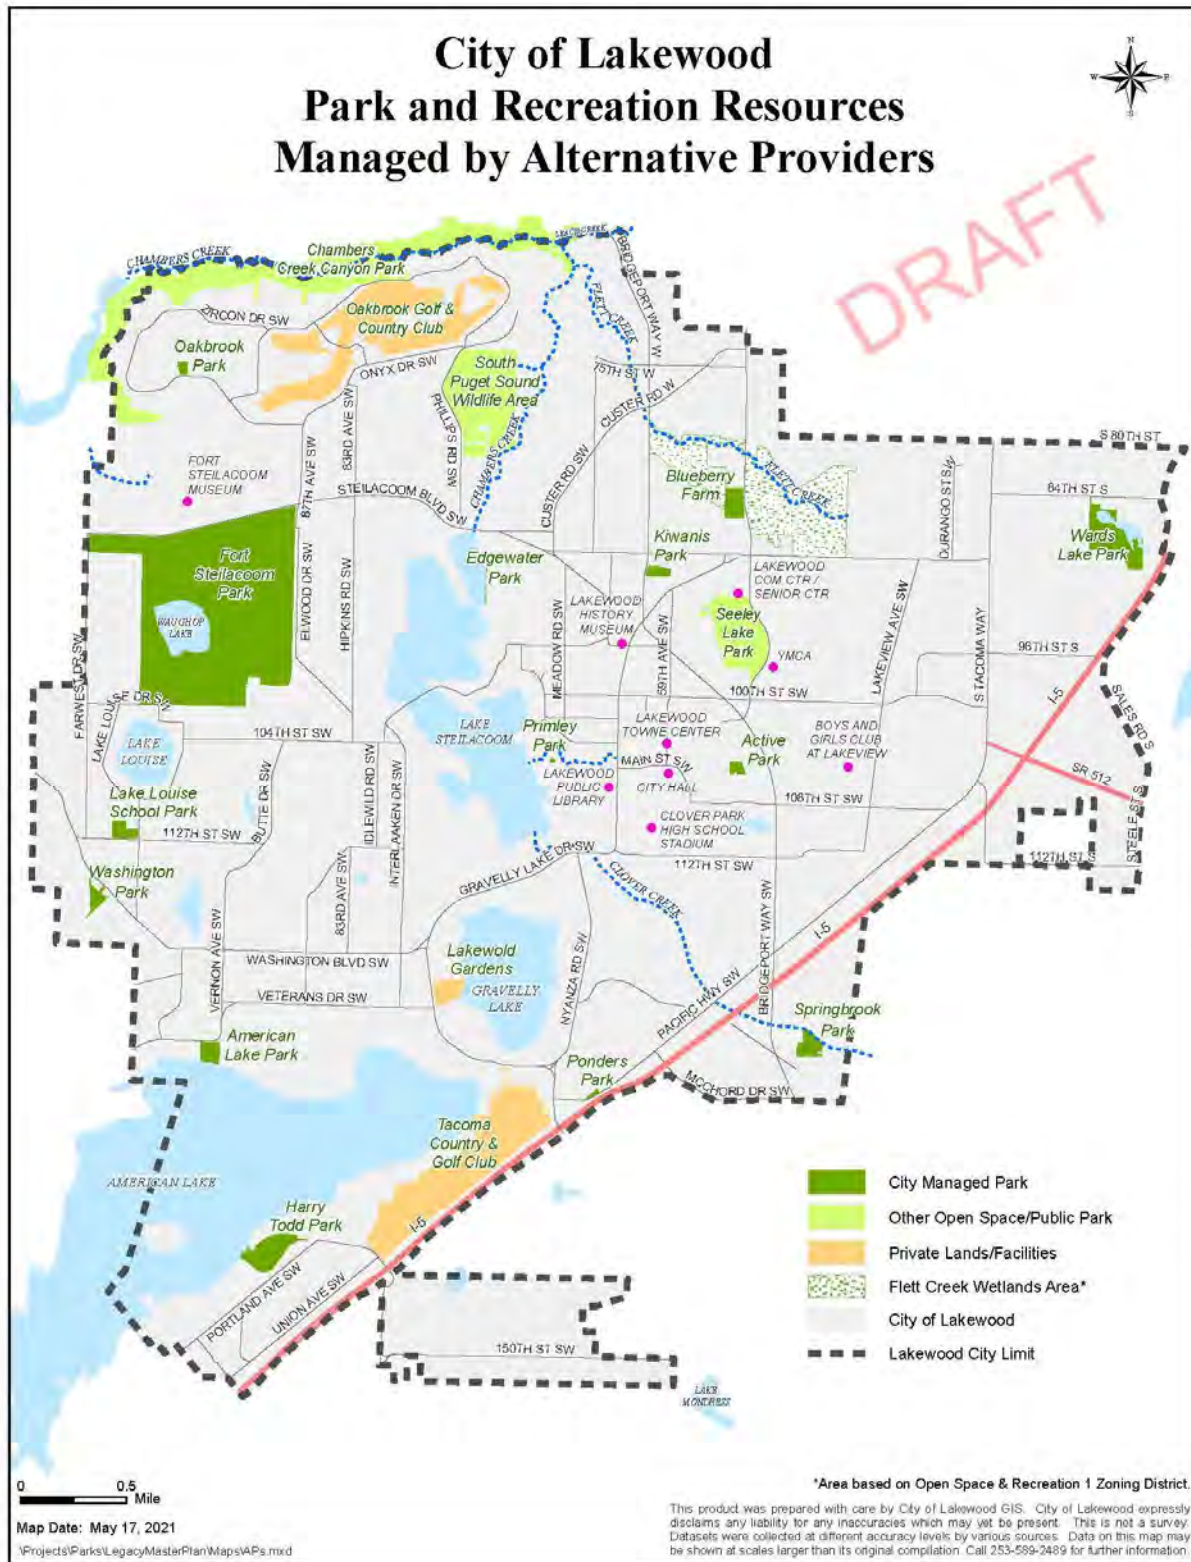 City of Lakewood
Park and Recreation Resources
Managed by Alternative Providers
N
W
E
S
DRAFT
CHAMBERS CREEK
Chambers
Creek Canyon Park
LEACH CREEK
BRIDGEPORT WAY W
FLETT CREEK
ZIRCON DR SW
Oakbrook Golf &
Country Club
Oakbrook
Park
ONYX DR SW
South
Puget Sound
Wildlife Area
75TH ST W
CUSTER RD W
83RD AVE SW
PHILLIPS RD SW
CHAMBERS CREEK
S 80TH ST
FORT
STEILACOOM
MUSEUM
87TH AVE SW
STEILACOOM BLVD SW
CUSTER RD SW
Blueberry
Farm
FLETT CREEK
DURANGO ST SW
84TH ST S
Wards
Lake Park
Fort
Steilacoom
Park
Edgewater
Park
Kiwanis
Park
LAKEWOOD
COM CTR /
SENIOR CTR
ELWOOD DR SW
HIPKINS RD SW
WAUGHOP
LAKE
LAKEWOOD
HISTORY
MUSEUM
Seeley
Lake
Park
YMCA
MEADOW RD SW
59TH AVE SW
LAKEVIEW AVE SW
S TACOMA WAY
96TH ST S
I-5
SALES RD S
FARWEST DR SW
LAKE LOUISE DR SW
100TH ST SW
LAKE
LOUISE
104TH ST SW
LAKE
STEILACOOM
Primley
Park
LAKEWOOD
TOWNE CENTER
Active
Park
BOYS AND
GIRLS CLUB
AT LAKEVIEW
MAIN ST SW
LAKEWOOD
PUBLIC
LIBRARY
CITY HALL
SR 512
108TH ST SW
Lake Louise
School Park
112TH ST SW
BUTTE DR SW
IDLEWILD RD SW
INTERLAAKEN DR SW
CLOVER PARK
HIGH SCHOOL
STADIUM
112TH ST SW
112TH ST S
STEELE ST S
GRAVELLY LAKE DR SW
CLOVER CREEK
Washington
Park
83RD AVE SW
VERNON AVE SW
WASHINGTON BLVD SW
Lakewold
Gardens
GRAVELLY
LAKE
NYANZA RD SW
BRIDGEPORT WAY SW
I-5
VETERANS DR SW
PACIFIC HWY SW
Springbrook
Park
American
Lake Park
Ponders
Park
MCCHORD DR SW
Tacoma
Country &
Golf Club
AMERICAN LAKE
Harry
Todd Park
I-5
PORTLAND AVE SW
UNION AVE SW
150TH ST SW
LAKE
MONDRESS
City Managed Park
Other Open Space/Public Park
Private Lands/Facilities
Flett Creek Wetlands Area*
City of Lakewood
Lakewood City Limit
0 0.5
Mile
Map Date: May 17, 2021
\Projects\Parks\LegacyMasterPlan\Maps\APs.mxd
*Area based on Open Space & Recreation 1 Zoning District.
This product was prepared with care by City of Lakewood GIS. City of Lakewood expressly
disclaims any liability for any inaccuracies which may yet be present. This is not a survey.
Datasets were collected at different accuracy levels by various sources. Data on this map may
be shown at scales larger than its original compilation. Call 253-589-2489 for further information.